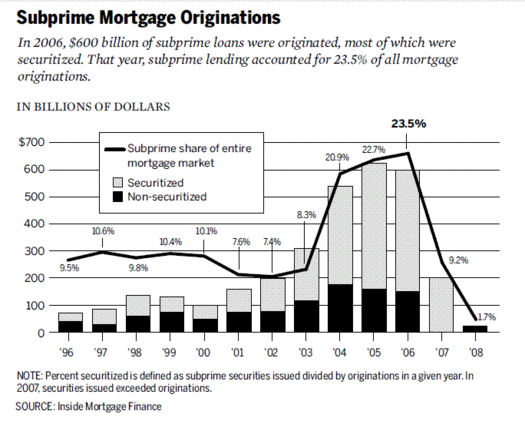 Subprime Mortgage Originations
In 2006, $600 billion of subprime loans were originated, most of which were
securitized. That year, subprime lending accounted for 23.5% of all mortgage
originations.
IN BILLIONS OF DOLLARS
23.5%
$700
600
500
400
300
200
100
0
Subprime share of entire
mortgage market
Securitized
Non-securitized
9.5%
10.6%
9.8%
10.4%
10.1%
7.6%
7.4%
8.3%
20.9%
22.7%
9.2%
1.7%
'96 '97 '98 '99 '00 '01 '02 '03 '04 '05 '06 '07 '08
NOTE: Percent securitized is defined as subprime securities issued divided by originations in a given year. In
2007, securities issued exceeded originations.
SOURCE: Inside Mortgage Finance